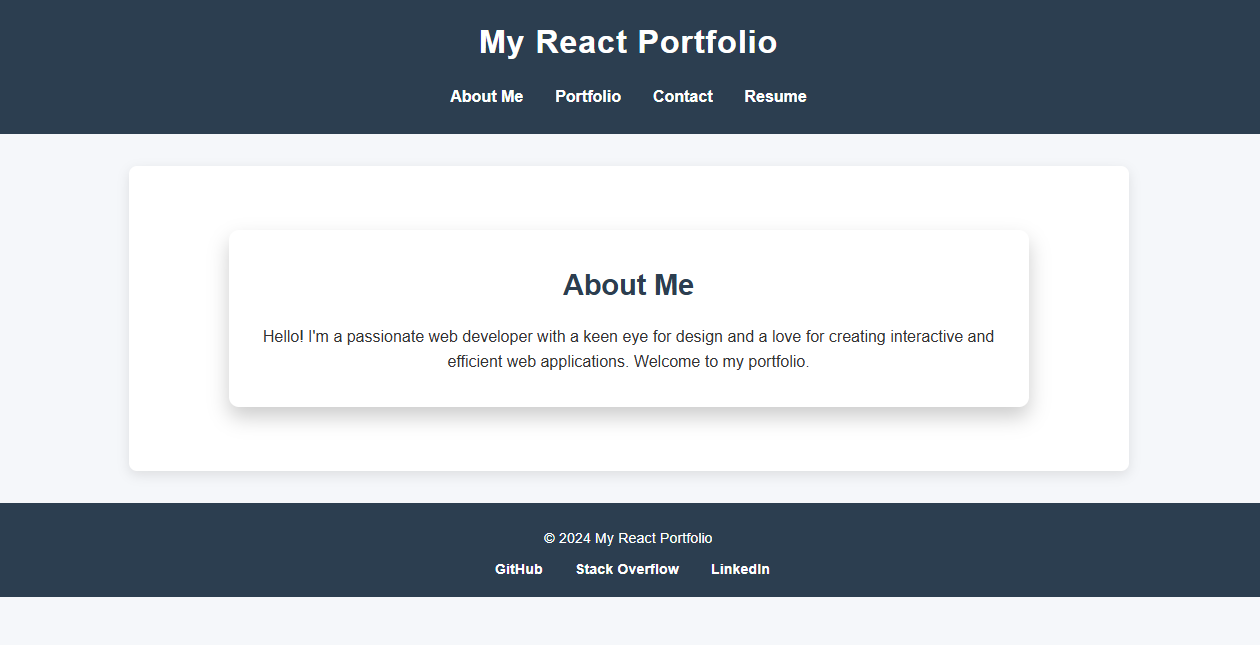 My React Portfolio
About Me Portfolio Contact Resume
About Me
Hello! I'm a passionate web developer with a keen eye for design and a love for creating interactive and
efficient web applications. Welcome to my portfolio.
© 2024 My React Portfolio
GitHub Stack Overflow LinkedIn